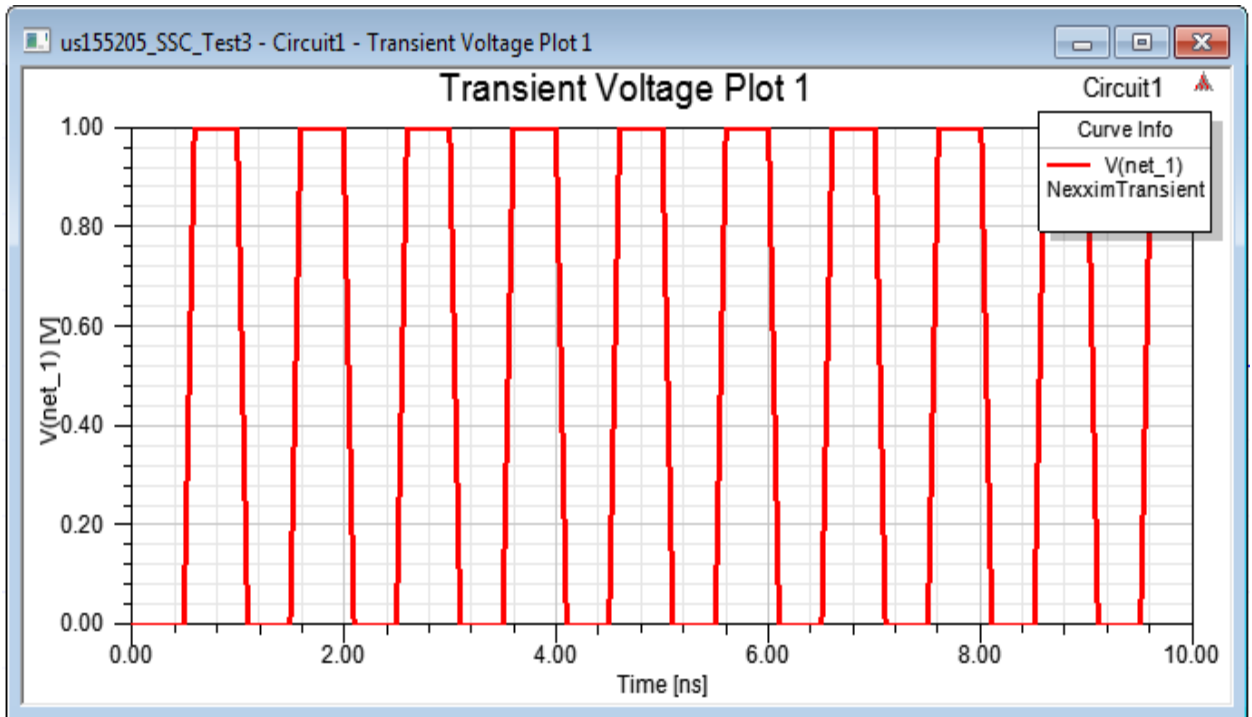 us155205_SSC_Test3 - Circuit1 - Transient Voltage Plot 1
Transient Voltage Plot 1
Circuit1
Curve Info
V(net_1)
NexximTransient
1.00
0.80
0.60
0.40
0.20
0.00
V(net_1) [V]
0.00 2.00 4.00 6.00 8.00 10.00
Time [ns]